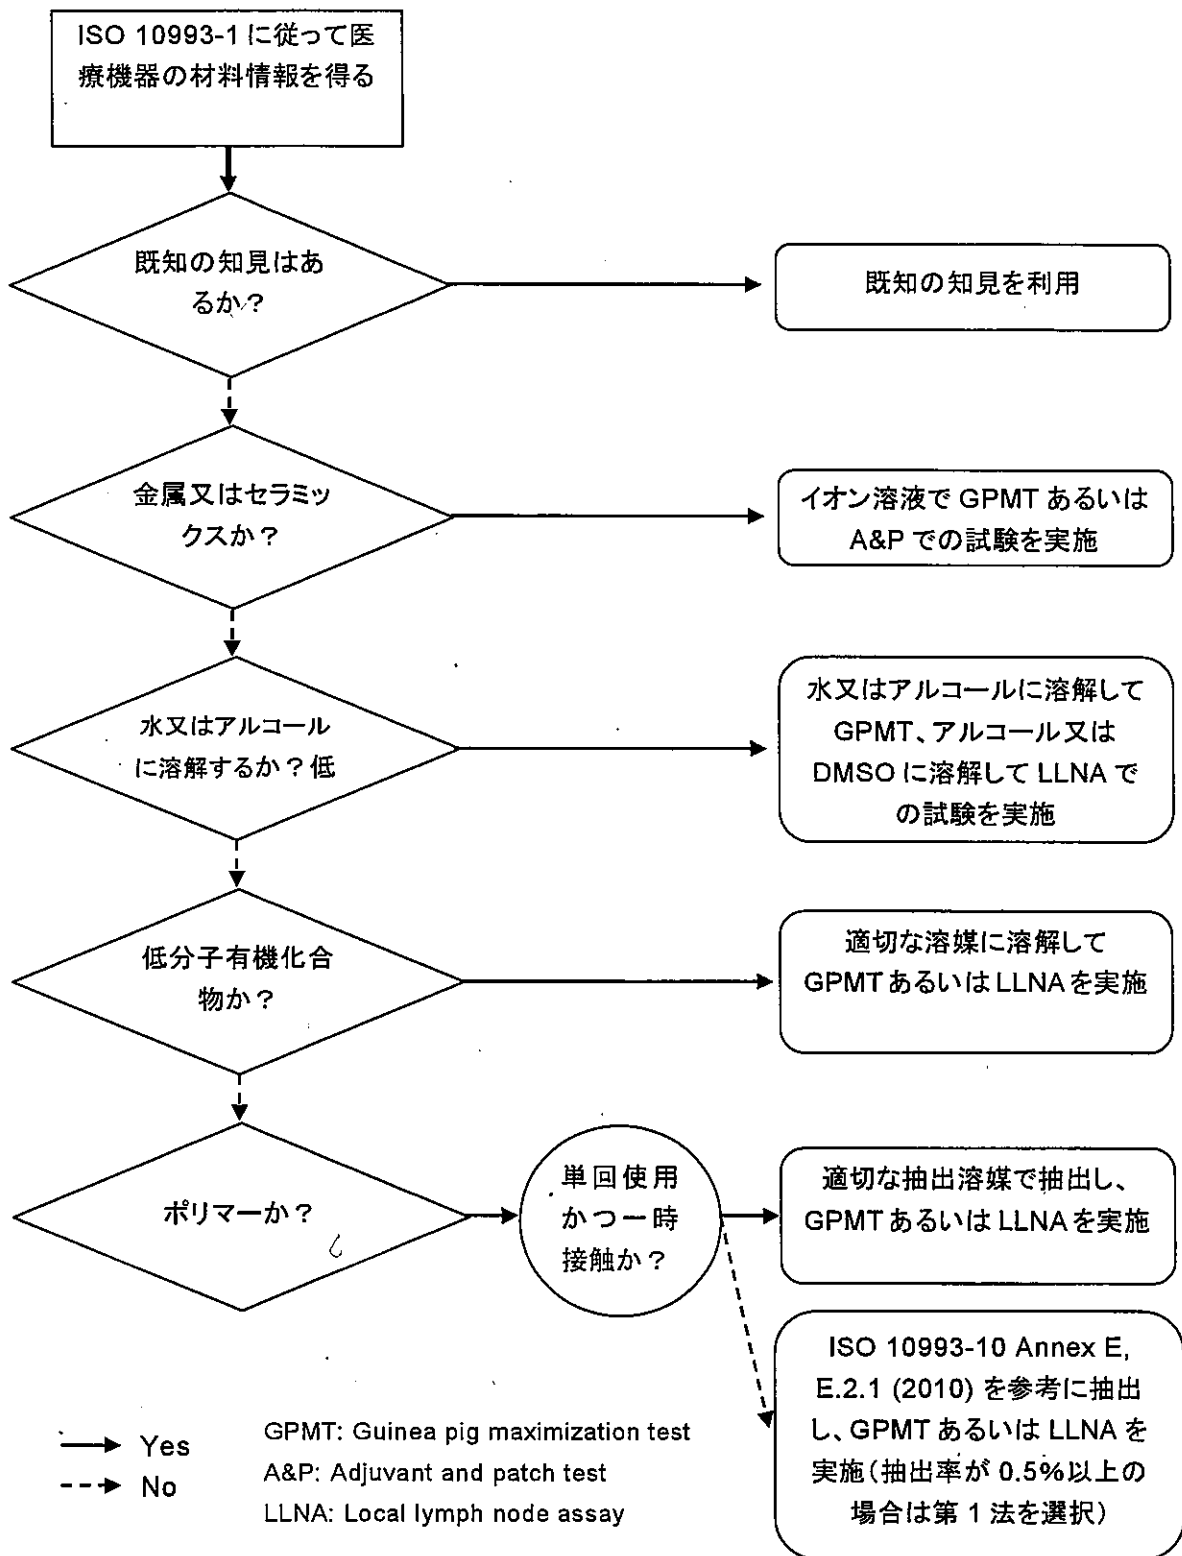 ISO 10993-1 に従って医
療機器の材料情報を得る
既知の知見はあ
るか?
既知の知見を利用
金属又はセラミッ
クスか?
イオン溶液で GPMT あるいは
A&P での試験を実施
水又はアルコール
に溶解するか?低
水又はアルコールに溶解して
GPMT、アルコール又は
DMSO に溶解して LLNA で
の試験を実施
低分子有機化合
物か?
適切な溶媒に溶解して
GPMT あるいは LLNA を実施
ポリマーか?
単回使用
かつ一時
接触か?
適切な抽出溶媒で抽出し、
GPMT あるいは LLNA を実施
ISO 10993-10 Annex E,
E.2.1 (2010) を参考に抽出
し、GPMT あるいは LLNA を
実施(抽出率が 0.5%以上の
場合は第 1 法を選択)
Yes
No
GPMT: Guinea pig maximization test
A&P: Adjuvant and patch test
LLNA: Local lymph node assay